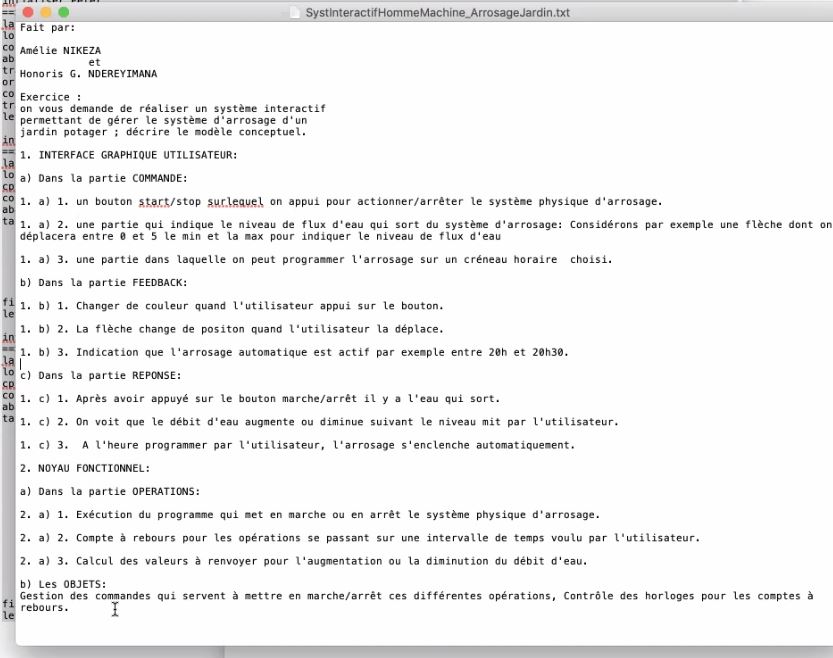 SystInteractifHommeMachine_ArrosageJardin.txt
Fait par:
Amélie NIKEZA
et
Honoris G. NDEREYIMANA
Exercice :
on vous demande de réaliser un système interactif
permettant de gérer le système d'arrosage d'un
jardin potager ; décrire le modèle conceptuel.
1. INTERFACE GRAPHIQUE UTILISATEUR:
a) Dans la partie COMMANDE:
1. a) 1. un bouton start/stop surlequel on appui pour actionner/arrêter le système physique d'arrosage.
1. a) 2. une partie qui indique le niveau de flux d'eau qui sort du système d'arrosage: Considérons par exemple une flèche dont on
déplacera entre 0 et 5 le min et la max pour indiquer le niveau de flux d'eau
1. a) 3. une partie dans laquelle on peut programmer l'arrosage sur un créneau horaire  choisi.
b) Dans la partie FEEDBACK:
1. b) 1. Changer de couleur quand l'utilisateur appui sur le bouton.
1. b) 2. La flèche change de positon quand l'utilisateur la déplace.
1. b) 3. Indication que l'arrosage automatique est actif par exemple entre 20h et 20h30.
c) Dans la partie REPONSE:
1. c) 1. Après avoir appuyé sur le bouton marche/arrêt il y a l'eau qui sort.
1. c) 2. On voit que le débit d'eau augmente ou diminue suivant le niveau mit par l'utilisateur.
1. c) 3.  A l'heure programmer par l'utilisateur, l'arrosage s'enclenche automatiquement.
2. NOYAU FONCTIONNEL:
a) Dans la partie OPERATIONS:
2. a) 1. Exécution du programme qui met en marche ou en arrêt le système physique d'arrosage.
2. a) 2. Compte à rebours pour les opérations se passant sur une intervalle de temps voulu par l'utilisateur.
2. a) 3. Calcul des valeurs à renvoyer pour l'augmentation ou la diminution du débit d'eau.
b) Les OBJETS:
Gestion des commandes qui servent à mettre en marche/arrêt ces différentes opérations, Contrôle des horloges pour les comptes à
rebours.